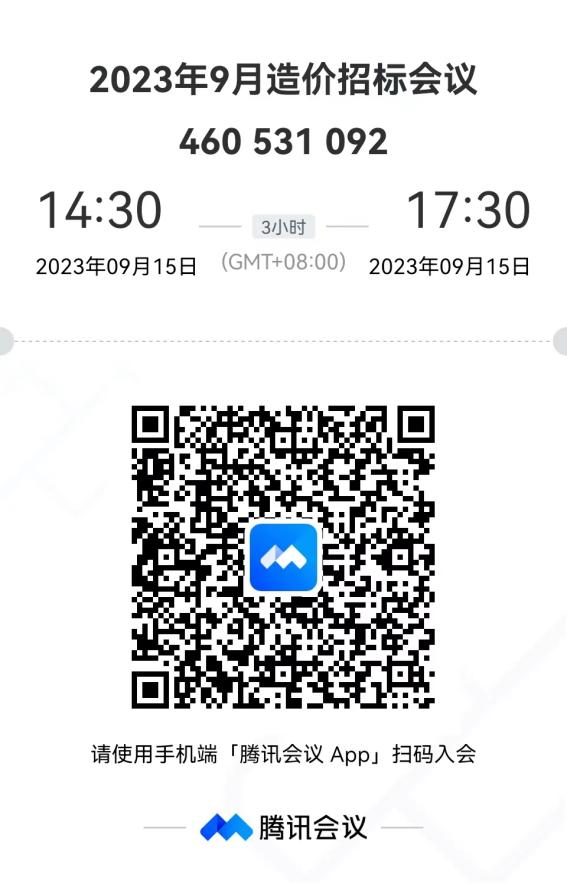 2023年9月造价招标会议
460 531 092
14:30 3小时 17:30
2023年09月15日 (GMT+08:00) 2023年09月15日
请使用手机端「腾讯会议 App」扫码入会
腾讯会议